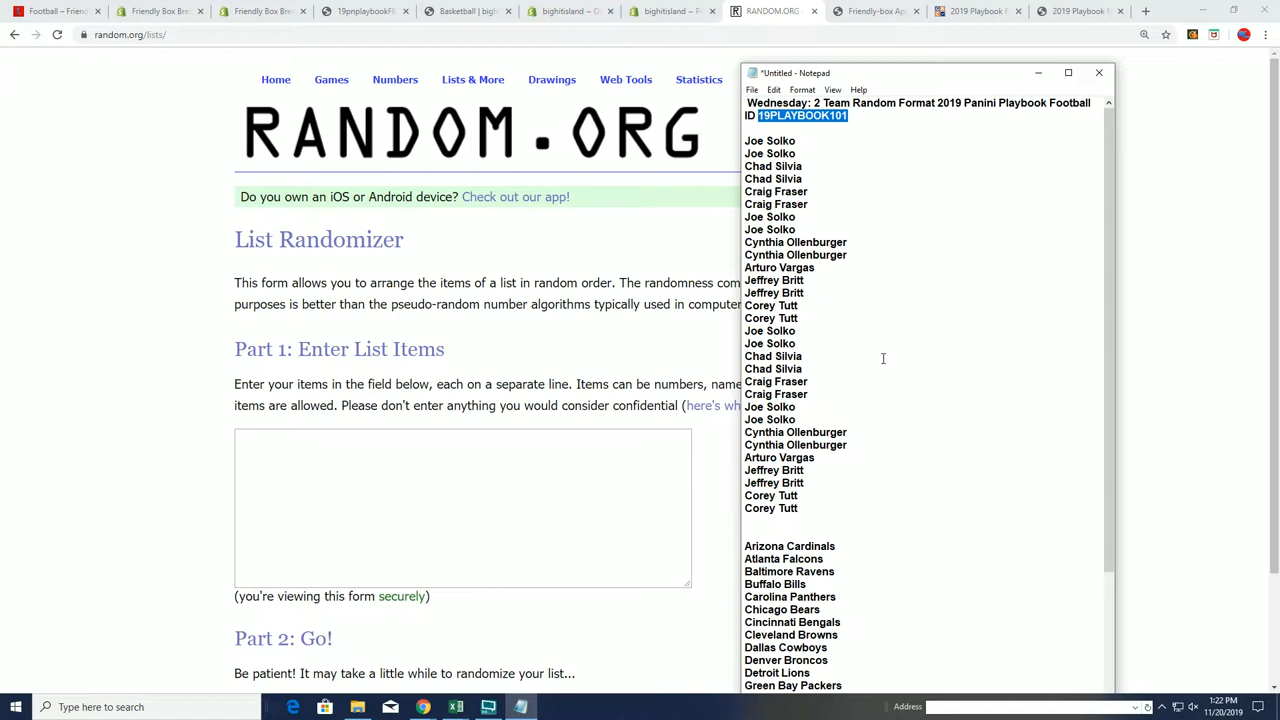 Football – Friend
Friendly Box Bre
Friendly Box Bre
19pnplaybookFE
Basketball | bigh
bighitisland – O
bighitisland – P
RANDOM.ORG -
Friendly-box Ap
2019 Playbook F
2019 Playbook F
random.org/lists/
Home
Games
Numbers
Lists & More
Drawings
Web Tools
Statistics
RANDOM.ORG
Do you own an iOS or Android device? Check out our app!
List Randomizer
This form allows you to arrange the items of a list in random order. The randomness com
purposes is better than the pseudo-random number algorithms typically used in computer
Part 1: Enter List Items
Enter your items in the field below, each on a separate line. Items can be numbers, name
items are allowed. Please don't enter anything you would consider confidential (here's wh
(you're viewing this form securely)
Part 2: Go!
Be patient! It may take a little while to randomize your list...
*Untitled - Notepad
File Edit Format View Help
Wednesday: 2 Team Random Format 2019 Panini Playbook Football
ID 19PLAYBOOK101
Joe Solko
Joe Solko
Chad Silvia
Chad Silvia
Craig Fraser
Craig Fraser
Joe Solko
Joe Solko
Cynthia Ollenburger
Cynthia Ollenburger
Arturo Vargas
Jeffrey Britt
Jeffrey Britt
Corey Tutt
Corey Tutt
Joe Solko
Joe Solko
Chad Silvia
Chad Silvia
Craig Fraser
Craig Fraser
Joe Solko
Joe Solko
Cynthia Ollenburger
Cynthia Ollenburger
Arturo Vargas
Jeffrey Britt
Jeffrey Britt
Corey Tutt
Corey Tutt
Arizona Cardinals
Atlanta Falcons
Baltimore Ravens
Buffalo Bills
Carolina Panthers
Chicago Bears
Cincinnati Bengals
Cleveland Browns
Dallas Cowboys
Denver Broncos
Detroit Lions
Green Bay Packers
Type here to search
Address
1:22 PM
11/20/2019